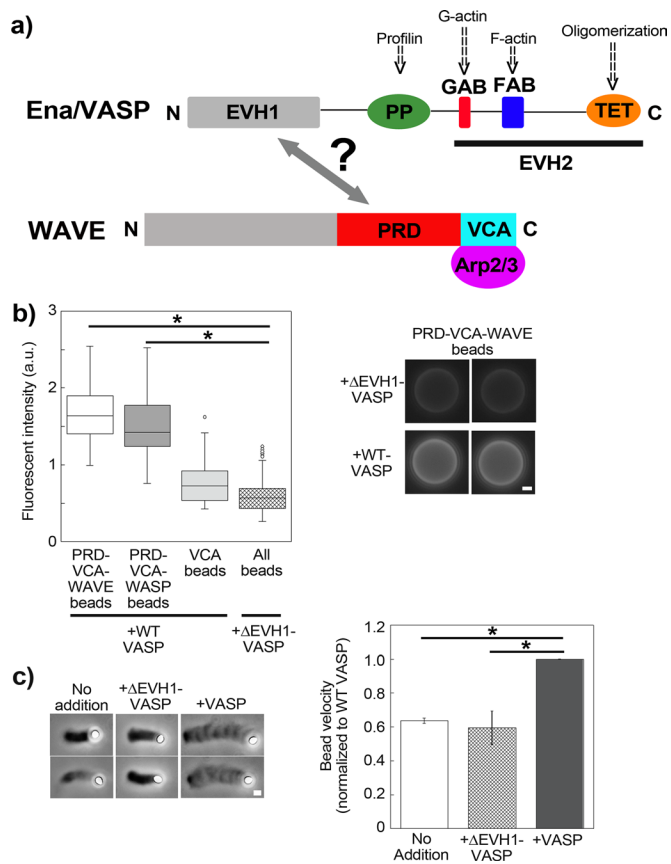 a)
G-actin
Profilin
F-actin
Oligomerization
GAB
FAB
Ena/VASP
N
EVH1
PP
TET
C
EVH2
?
WAVE
N
PRD
VCA
C
Arp2/3
b)
Fluorescent intensity (a.u.)
3
2
1
0
*
*
PRD-
VCA-
WAVE
beads
PRD-
VCA-
WASP
beads
VCA
beads
All
beads
+WT
VASP
+ΔEVH1-
VASP
PRD-VCA-WAVE
beads
+ΔEVH1-
VASP
+WT-
VASP
c)
No
addition
+ΔEVH1-
VASP
+VASP
Bead velocity
(normalized to WT VASP)
1.2
1.0
0.8
0.6
0.4
0.2
0
*
*
No
Addition
+ΔEVH1-
VASP
+VASP